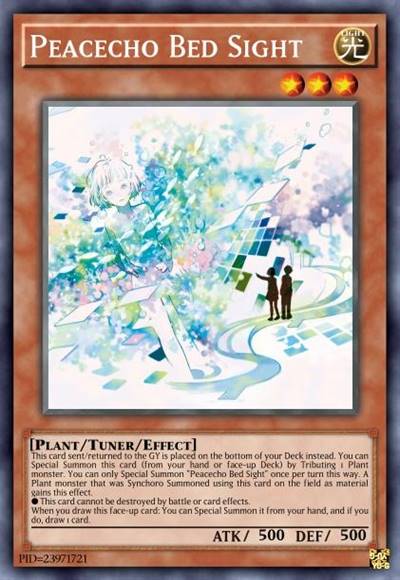 PEACECHO BED SIGHT
LIGHT
光
[PLANT/TUNER/EFFECT]
This card sent/returned to the GY is placed on the bottom of your Deck instead. You can
Special Summon this card (from your hand or face-up Deck) by Tributing 1 Plant
monster. You can only Special Summon "Peacecho Bed Sight" once per turn this way. A
Plant monster that was Synchoro Summoned using this card on the field as material
gains this effect.
● This card cannot be destroyed by battle or card effects.
When you draw this face-up card: You can Special Summon it from your hand, and if you
do, draw 1 card.
ATK/ 500 DEF/ 500
PID=23971721